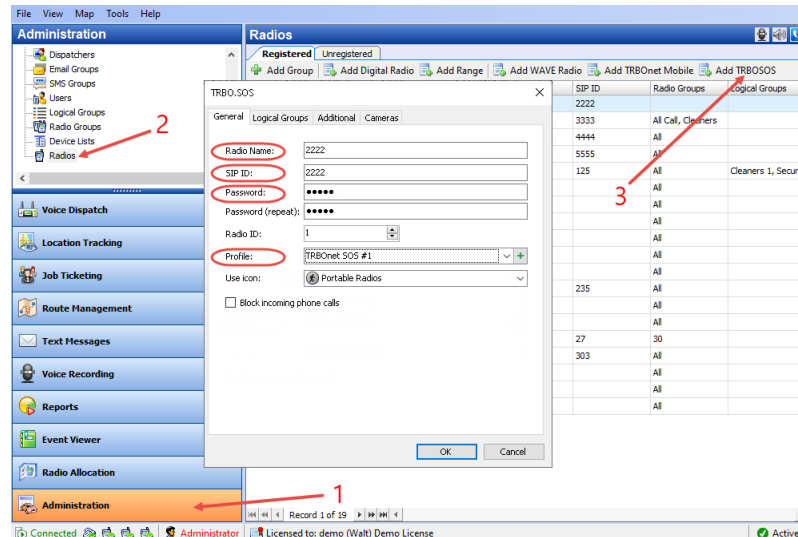 File View Map Tools Help
Administration
Dispatchers
Email Groups
SMS Groups
Users
Logical Groups
Radio Groups
Device Lists
Radios
2
Voice Dispatch
Location Tracking
Job Ticketing
Route Management
Text Messages
Voice Recording
Reports
Event Viewer
Radio Allocation
Administration
1
Radios
Registered Unregistered
Add Group Add Digital Radio Add Range Add WAVE Radio Add TRBOnet Mobile Add TRBOSOS
SIP ID Radio Groups Logical Groups
2222
3333 All Call, Cleaners
4444 All
5555 All
125 All Cleaners 1, Secur
3
All
All
All
All
All
All
235 All
All
All
27 30
303 All
All
All
All
TRBO.SOS
General Logical Groups Additional Cameras
Radio Name: 2222
SIP ID: 2222
Password: •••••
Password (repeat): •••••
Radio ID: 1
Profile: TRBOnet SOS #1
Use icon: Portable Radios
Block incoming phone calls
OK Cancel
Record 1 of 19
Connected Administrator Licensed to: demo (Walt) Demo License Active